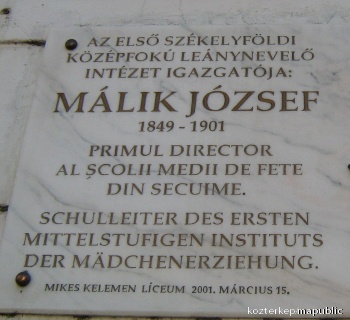 AZ ELSŐ SZÉKELYFÖLDI
KÖZÉPFOKÚ LEÁNYNEVELŐ
INTÉZET IGAZGATÓJA:
MÁLIK JÓZSEF
1849 - 1901
PRIMUL DIRECTOR
AL ŞCOLII MEDII DE FETE
DIN SECUIME.
SCHULLEITER DES ERSTEN
MITTELSTUFIGEN INSTITUTS
DER MÄDCHENERZIEHUNG.
MIKES KELEMEN LÍCEUM 2001. MÁRCIUS 15.
kozterkep.mapublic